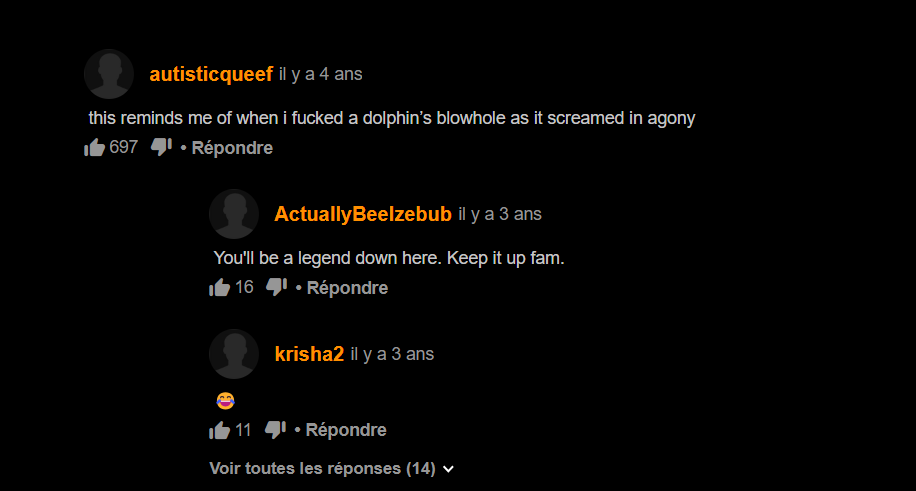 autisticqueef il y a 4 ans
this reminds me of when i fucked a dolphin's blowhole as it screamed in agony
697 • Répondre
ActuallyBeelzebub il y a 3 ans
You'll be a legend down here. Keep it up fam.
16 • Répondre
krisha2 il y a 3 ans
😂
11 • Répondre
Voir toutes les réponses (14)